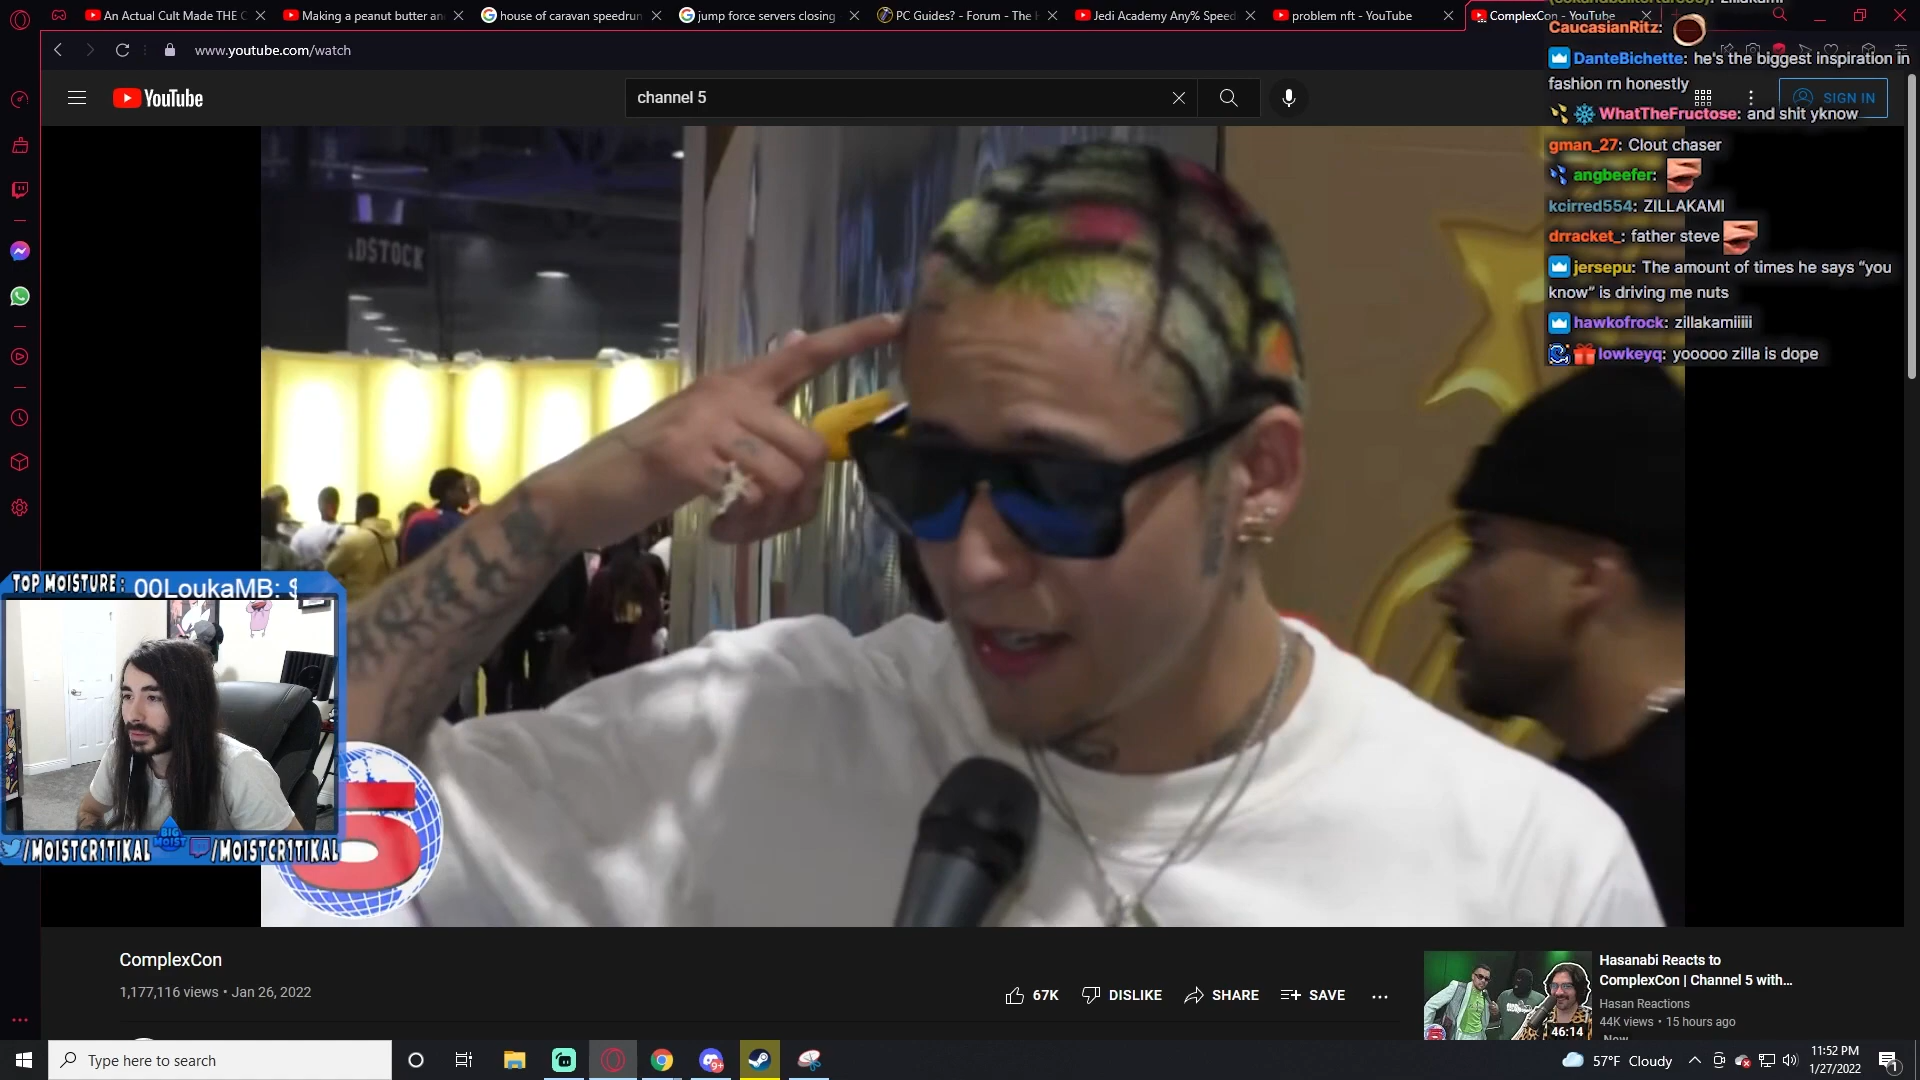 An Actual Cult Made THE C
Making a peanut butter an
house of caravan speedrun
jump force servers closing
PC Guides? - Forum - The H
Jedi Academy Any% Speed
problem nft - YouTube
ComplexCon - YouTube
www.youtube.com/watch
YouTube
channel 5
SIGN IN
CaucasianRitz:
DanteBichette: he's the biggest inspiration in
fashion rn honestly
WhatTheFructose: and shit yknow
gman_27: Clout chaser
angbeefer:
kcirred554: ZILLAKAMI
drracket_: father steve
jersepu: The amount of times he says “you
know” is driving me nuts
hawkofrock: zillakamiiiii
lowkeyq: yooooo zilla is dope
TOP MOISTURE: 00LoukaMB: $
BIG
MOIST
/MOISTCR1TIKAL
/MOISTCR1TIKAL
5
ComplexCon
1,177,116 views • Jan 26, 2022
67K
DISLIKE
SHARE
SAVE
Hasanabi Reacts to
ComplexCon | Channel 5 with...
Hasan Reactions
44K views • 15 hours ago
46:14
Type here to search
9+
57°F Cloudy
11:52 PM
1/27/2022
1